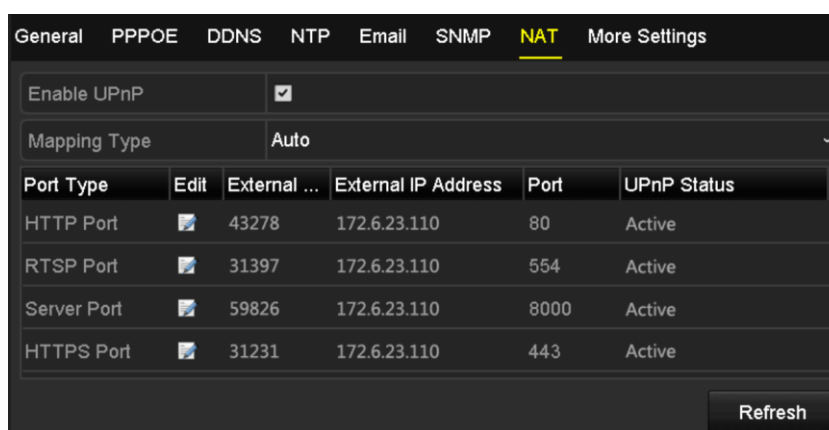 General PPPOE DDNS NTP Email SNMP NAT More Settings
Enable UPnP
Mapping Type Auto
Port Type Edit External ... External IP Address Port UPnP Status
HTTP Port 43278 172.6.23.110 80 Active
RTSP Port 31397 172.6.23.110 554 Active
Server Port 59826 172.6.23.110 8000 Active
HTTPS Port 31231 172.6.23.110 443 Active
Refresh